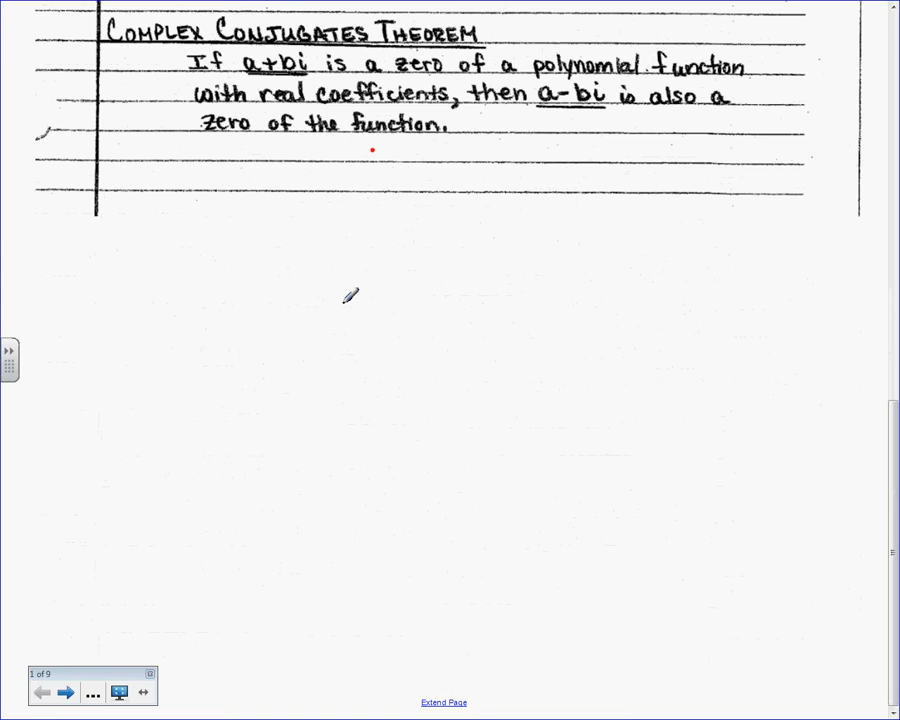 COMPLEX CONJUGATES THEOREM
If a+bi is a zero of a polynomial function
with real coefficients, then a-bi is also a
zero of the function.
1 of 9
...
Extend Page